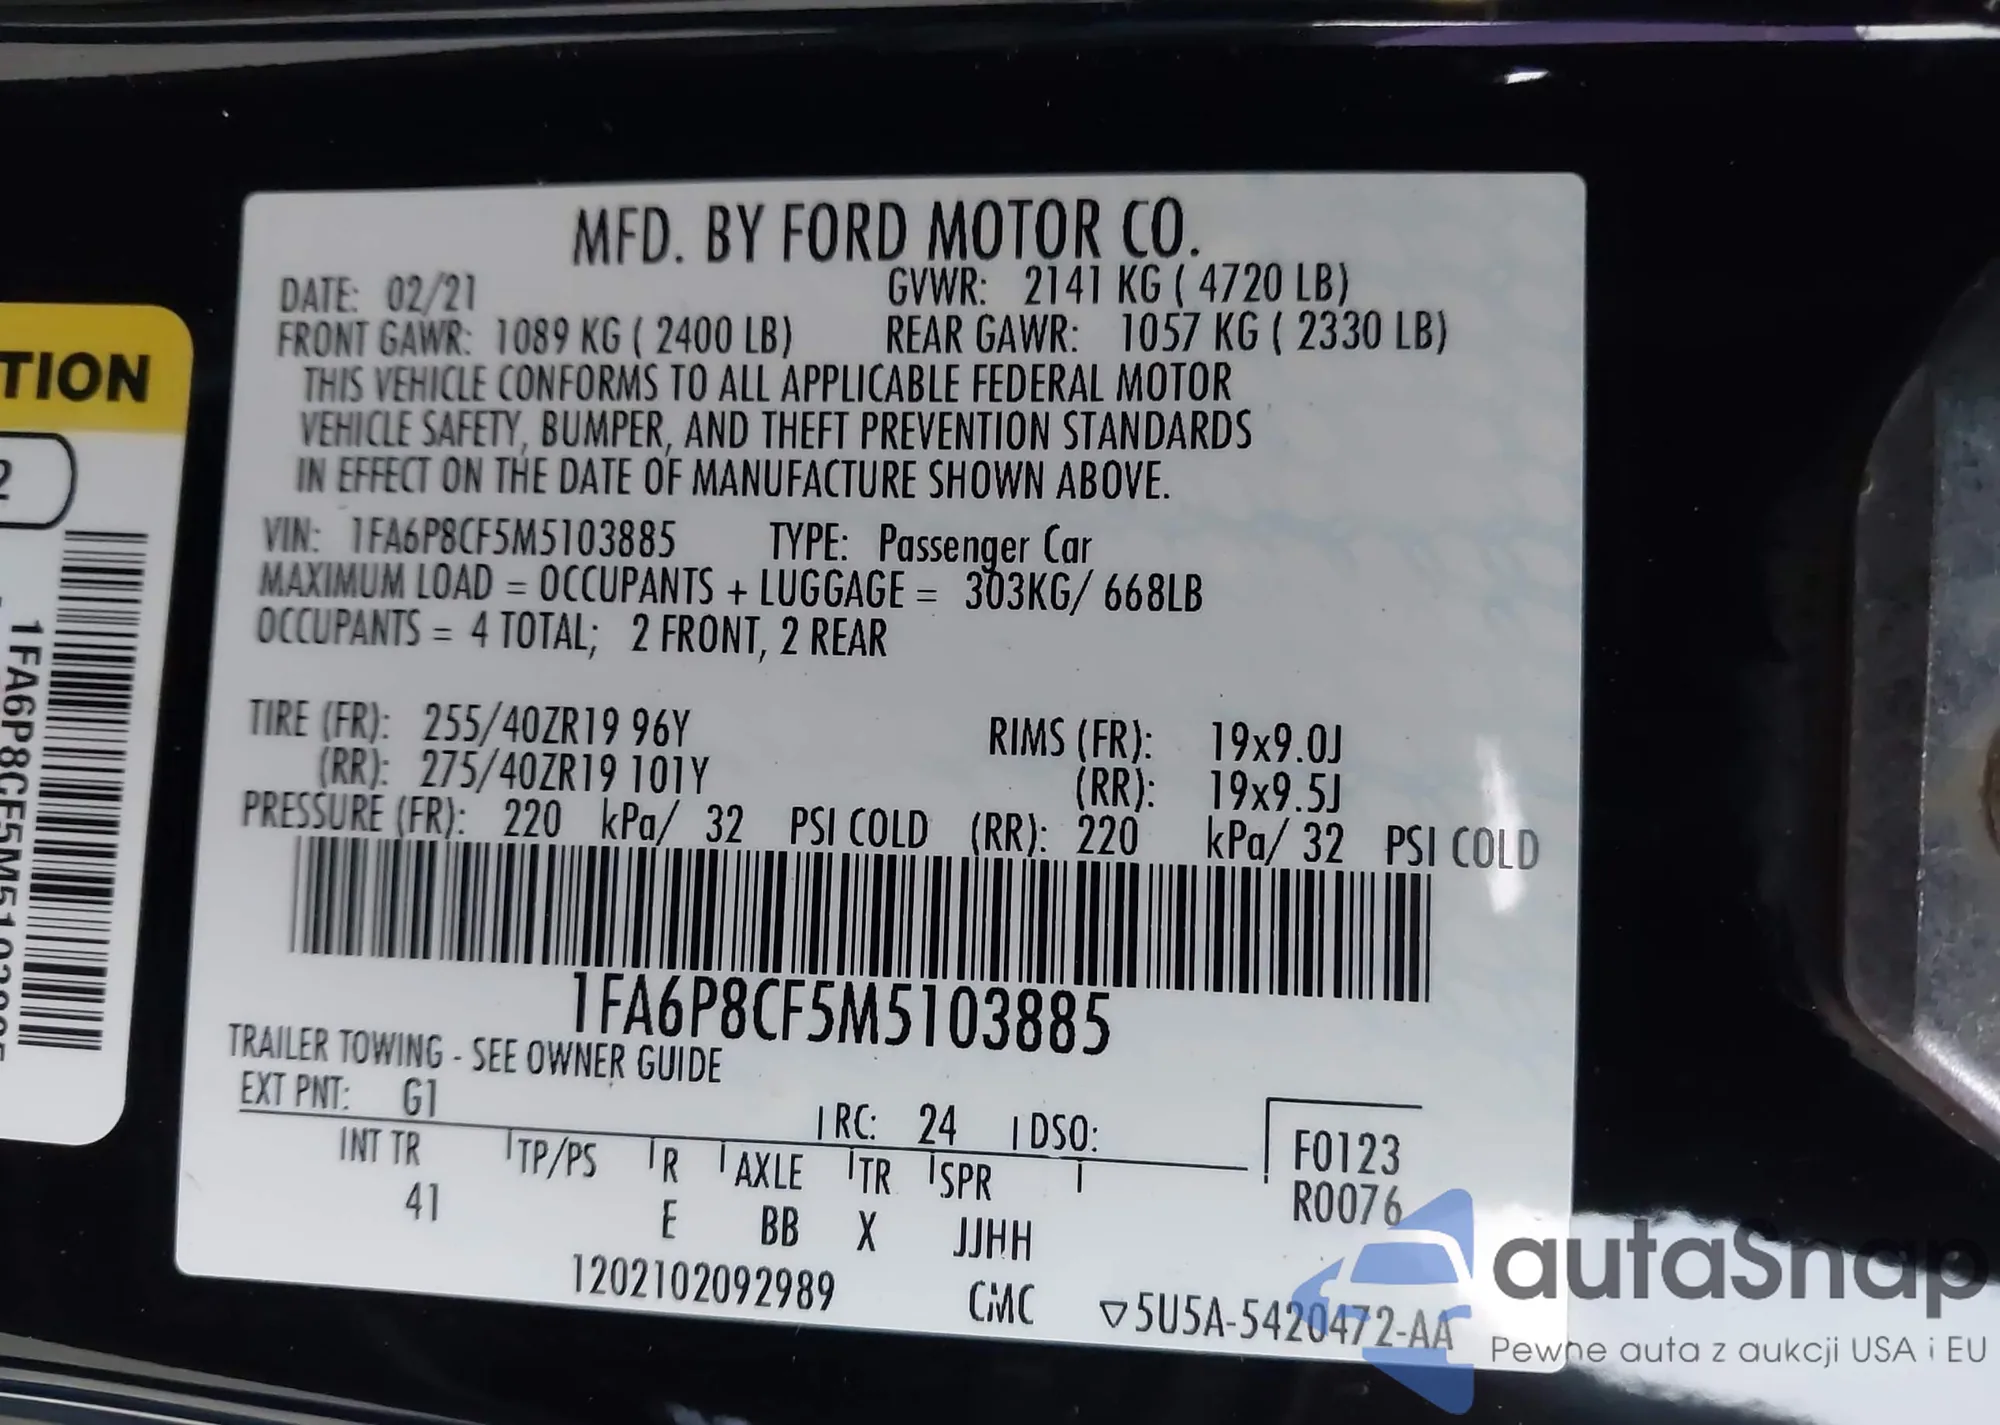 MFD. BY FORD MOTOR CO.
DATE: 02/21 GVWR: 2141 KG ( 4720 LB)
FRONT GAWR: 1089 KG ( 2400 LB) REAR GAWR: 1057 KG ( 2330 LB)
THIS VEHICLE CONFORMS TO ALL APPLICABLE FEDERAL MOTOR
VEHICLE SAFETY, BUMPER, AND THEFT PREVENTION STANDARDS
IN EFFECT ON THE DATE OF MANUFACTURE SHOWN ABOVE.
VIN: 1FA6P8CF5M5103885 TYPE: Passenger Car
MAXIMUM LOAD = OCCUPANTS + LUGGAGE = 303KG/ 668LB
OCCUPANTS = 4 TOTAL; 2 FRONT, 2 REAR
TIRE (FR): 255/40ZR19 96Y RIMS (FR): 19x9.0J
(RR): 275/40ZR19 101Y (RR): 19x9.5J
PRESSURE (FR): 220 kPa/ 32 PSI COLD (RR): 220 kPa/ 32 PSI COLD
1FA6P8CF5M5103885
TRAILER TOWING - SEE OWNER GUIDE
EXT PNT: G1 RC: 24 DSO: F0123
INT TR TP/PS R AXLE TR SPR R0076
41 E BB X JJHH
1202102092989 CMC ▽5U5A-5420472-AA
TION
2
1FA6P8CF5M5103885
autaSnap
Pewne auta z aukcji USA i EU